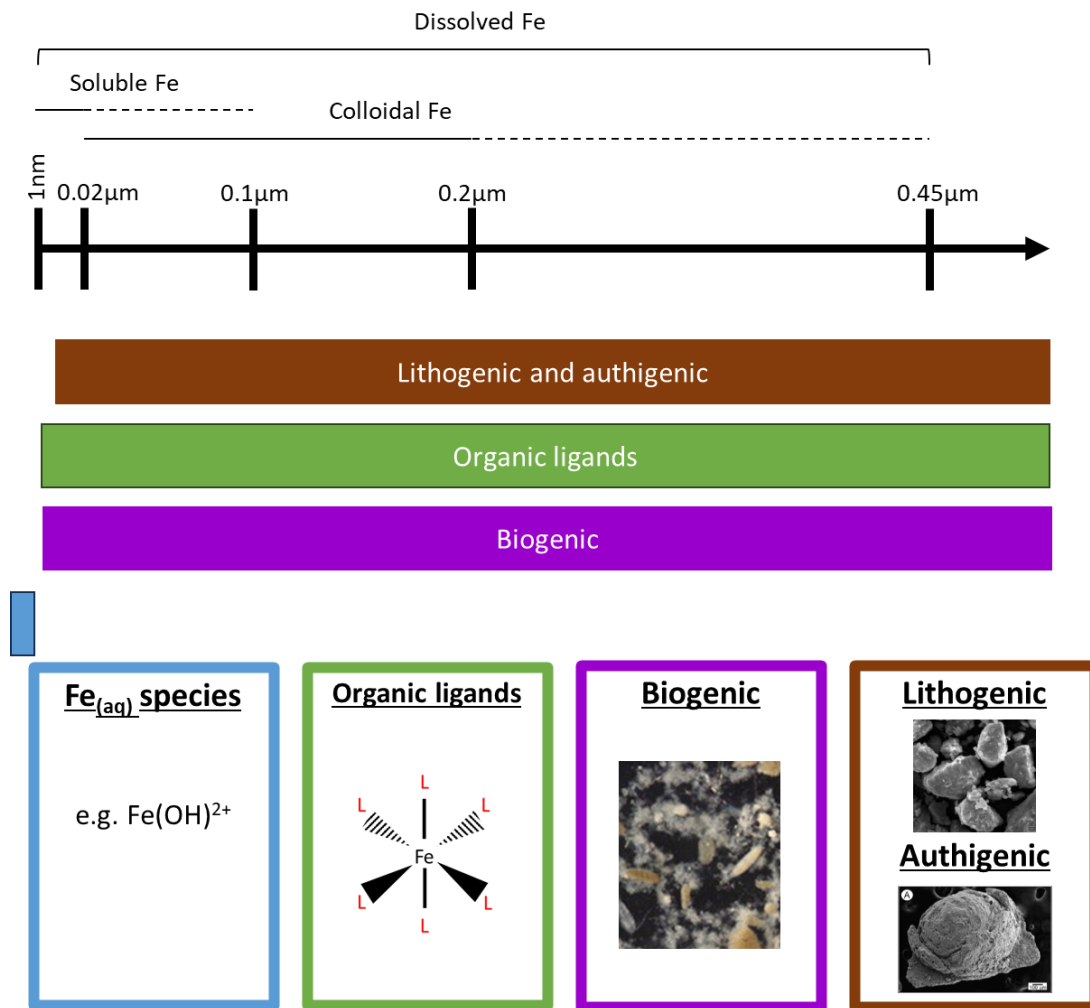 Dissolved Fe
Soluble Fe
Colloidal Fe
1nm
0.02μm
0.1μm
0.2μm
0.45μm
Lithogenic and authigenic
Organic ligands
Biogenic
Fe(aq) species
e.g. Fe(OH)²⁺
Organic ligands
L
L
L
Fe
L
L
L
Biogenic
Lithogenic
Authigenic
A